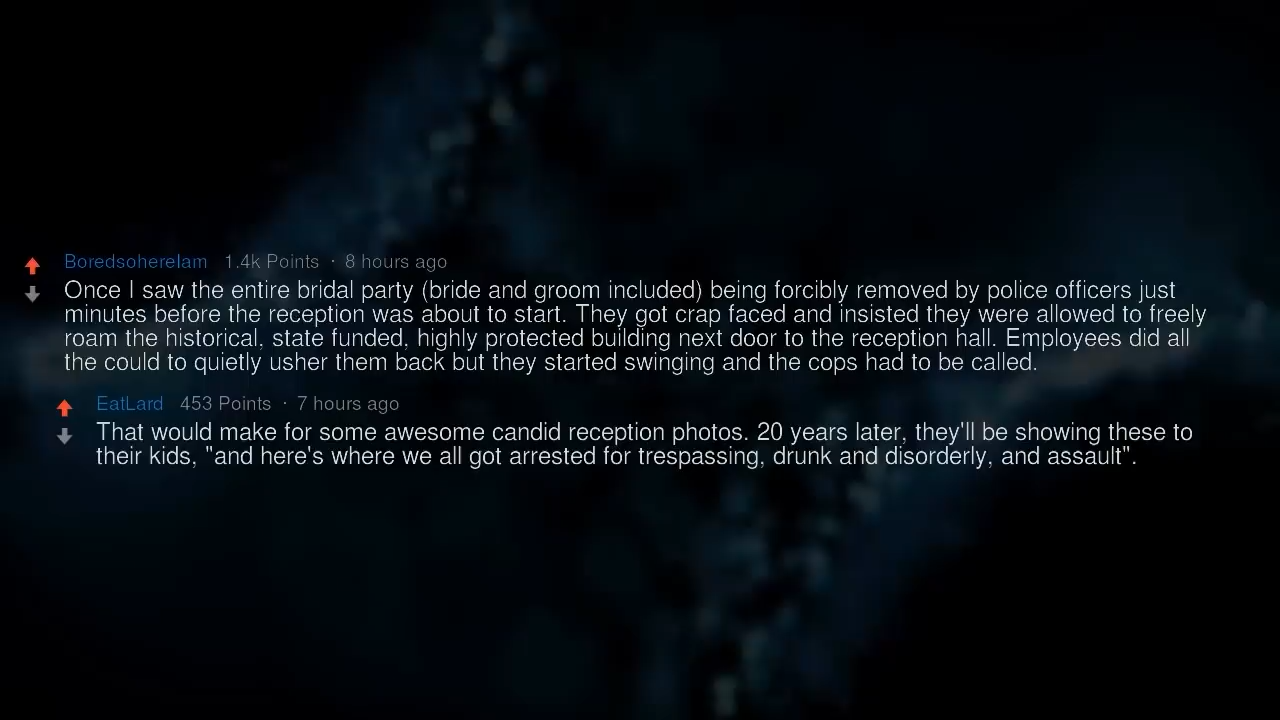 BoredsohereIam 1.4k Points · 8 hours ago
Once I saw the entire bridal party (bride and groom included) being forcibly removed by police officers just
minutes before the reception was about to start. They got crap faced and insisted they were allowed to freely
roam the historical, state funded, highly protected building next door to the reception hall. Employees did all
the could to quietly usher them back but they started swinging and the cops had to be called.
EatLard 453 Points · 7 hours ago
That would make for some awesome candid reception photos. 20 years later, they'll be showing these to
their kids, "and here's where we all got arrested for trespassing, drunk and disorderly, and assault".